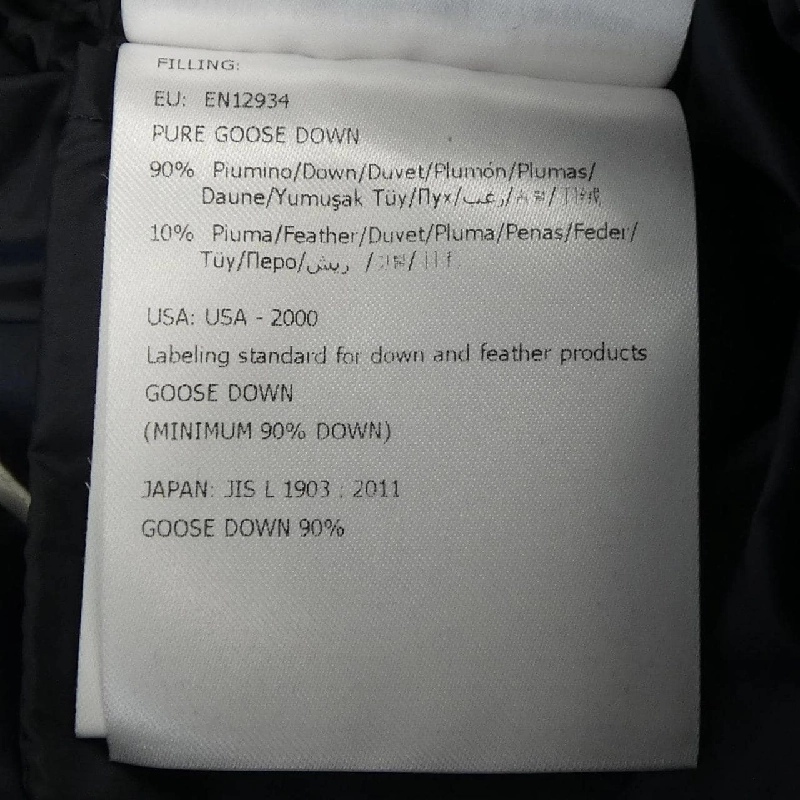 FILLING:
EU: EN12934
PURE GOOSE DOWN
90% Piumino/Down/Duvet/Plumón/Plumas/
Daune/Yumuşak Tüy/Пух/زغب/
10% Piuma/Feather/Duvet/Pluma/Penas/Feder/
Tüy/Перо/ريش/
USA: USA - 2000
Labeling standard for down and feather products
GOOSE DOWN
(MINIMUM 90% DOWN)
JAPAN: JIS L 1903 : 2011
GOOSE DOWN 90%